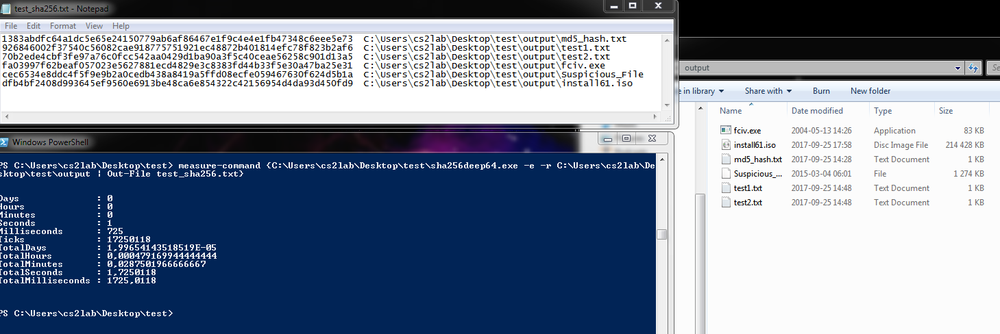 test_sha256.txt - Notepad
File Edit Format View Help
1383abdfc64a1dc5e65e24150779ab6af86467e1f9c4e4e1fb47348c6eee5e73 C:\Users\cs2lab\Desktop\test\output\md5_hash.txt
926846002f37540c56082cae918775751921ec48872b401814efc78f823b2af6 C:\Users\cs2lab\Desktop\test\output\test1.txt
70b2ede4cbf3fe97a76c0fcc542aa0429d1ba90a3f5c40ceae56258c901d13a5 C:\Users\cs2lab\Desktop\test\output\test2.txt
fa03997f62beaf057023e5627881ecd4829e3c8383fd44b33f5e30a47ba25e31 C:\Users\cs2lab\Desktop\test\output\fciv.exe
cec6534e8ddc4f5f9e9b2a0cedb438a8419a5ffd08ecfe059467630f624d5b1a C:\Users\cs2lab\Desktop\test\output\Suspicious_File
dfb4bf2408d993645ef9560e6913be48ca6e854322c42156954d4da93d450fd9 C:\Users\cs2lab\Desktop\test\output\install61.iso
Windows PowerShell
PS C:\Users\cs2lab\Desktop\test> measure-command {C:\Users\cs2lab\Desktop\test\sha256deep64.exe -e -r C:\Users\cs2lab\De
sktop\test\output | Out-File test_sha256.txt}
Days : 0
Hours : 0
Minutes : 0
Seconds : 1
Milliseconds : 725
Ticks : 17250118
TotalDays : 1,99654143518519E-05
TotalHours : 0,000479169944444444
TotalMinutes : 0,0287501966666667
TotalSeconds : 1,7250118
TotalMilliseconds : 1725,0118
PS C:\Users\cs2lab\Desktop\test>
output
e in library Share with Burn New folder
Name Date modified Type Size
fciv.exe 2004-05-13 14:26 Application 83 KB
install61.iso 2017-09-25 17:58 Disc Image File 214 428 KB
md5_hash.txt 2017-09-25 14:28 Text Document 1 KB
Suspicious_... 2015-03-04 06:01 File 1 274 KB
test1.txt 2017-09-25 14:48 Text Document 1 KB
test2.txt 2017-09-25 14:48 Text Document 1 KB